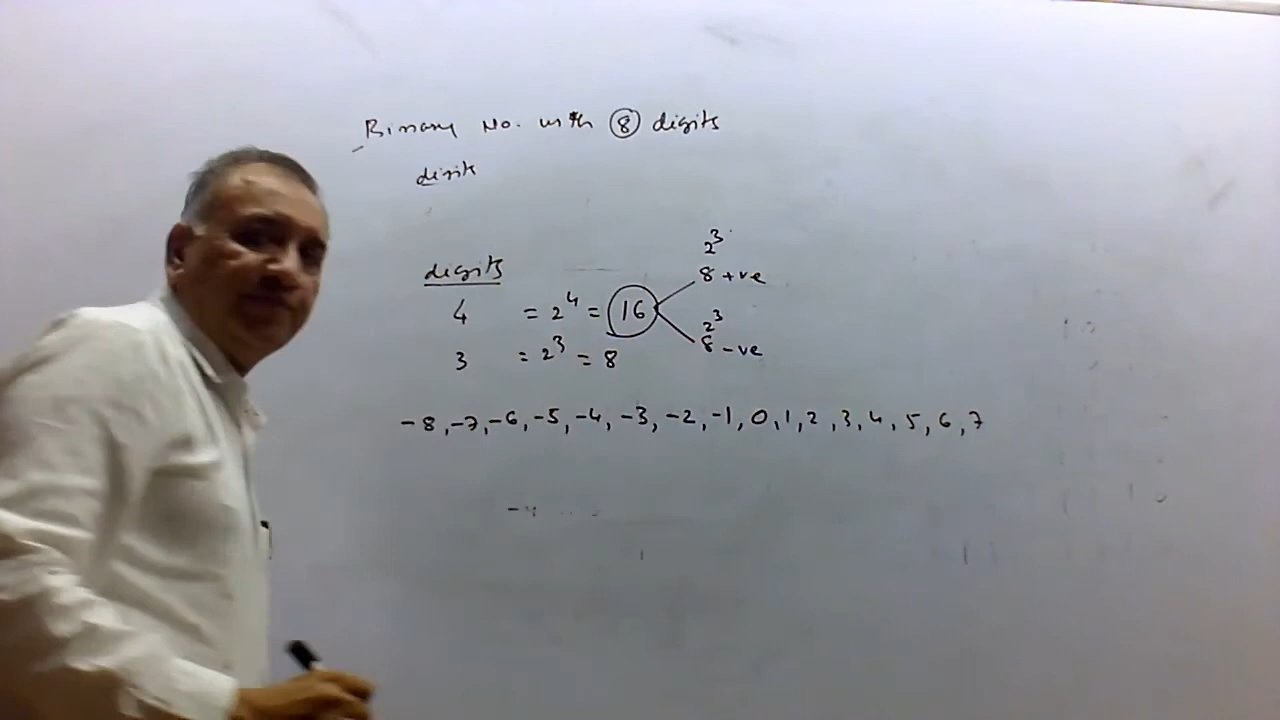 Binary No. with 8 digits
digits
digits
2³
8 +ve
4 = 2⁴ = 16
2³
8 -ve
3 = 2³ = 8
-8, -7, -6, -5, -4, -3, -2, -1, 0, 1, 2, 3, 4, 5, 6, 7